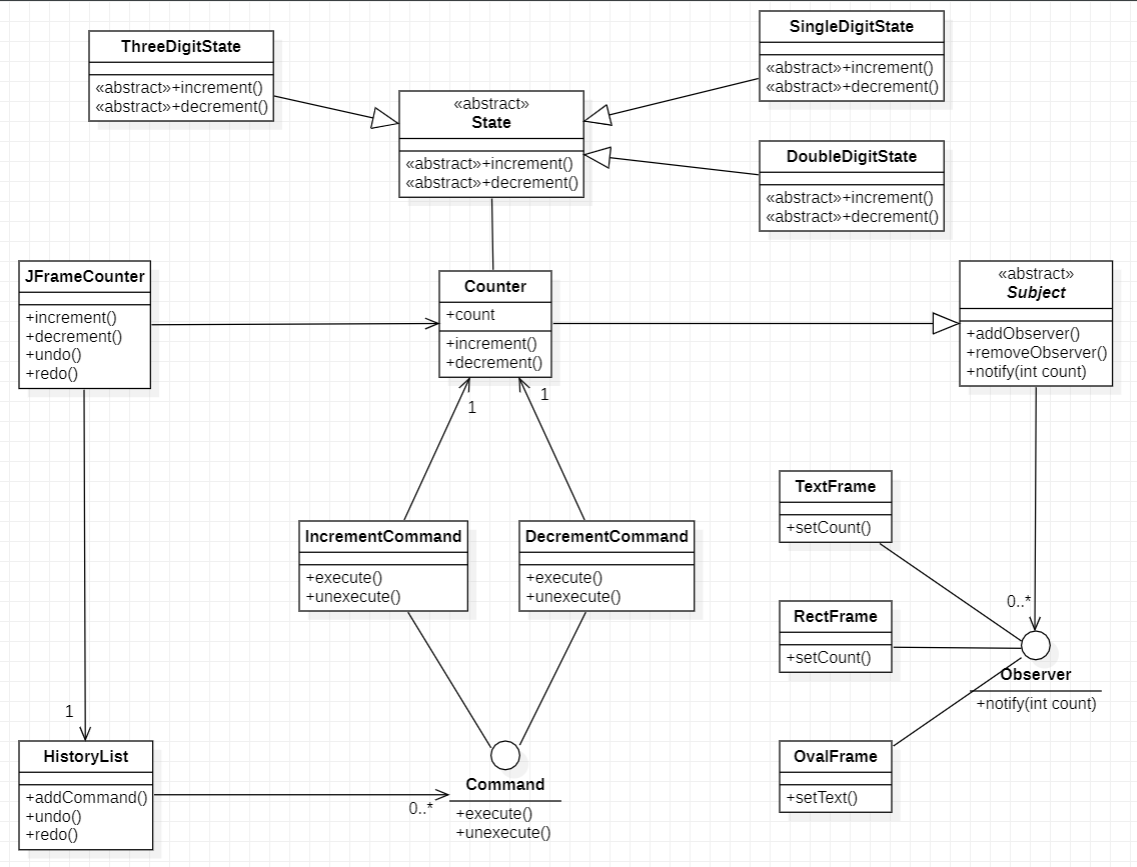 ThreeDigitState
«abstract»+increment()
«abstract»+decrement()
«abstract»
State
«abstract»+increment()
«abstract»+decrement()
SingleDigitState
«abstract»+increment()
«abstract»+decrement()
DoubleDigitState
«abstract»+increment()
«abstract»+decrement()
JFrameCounter
+increment()
+decrement()
+undo()
+redo()
Counter
+count
+increment()
+decrement()
«abstract»
Subject
+addObserver()
+removeObserver()
+notify(int count)
1
1
IncrementCommand
+execute()
+unexecute()
DecrementCommand
+execute()
+unexecute()
TextFrame
+setCount()
RectFrame
+setCount()
0..*
Observer
+notify(int count)
OvalFrame
+setText()
1
HistoryList
+addCommand()
+undo()
+redo()
0..*
Command
+execute()
+unexecute()